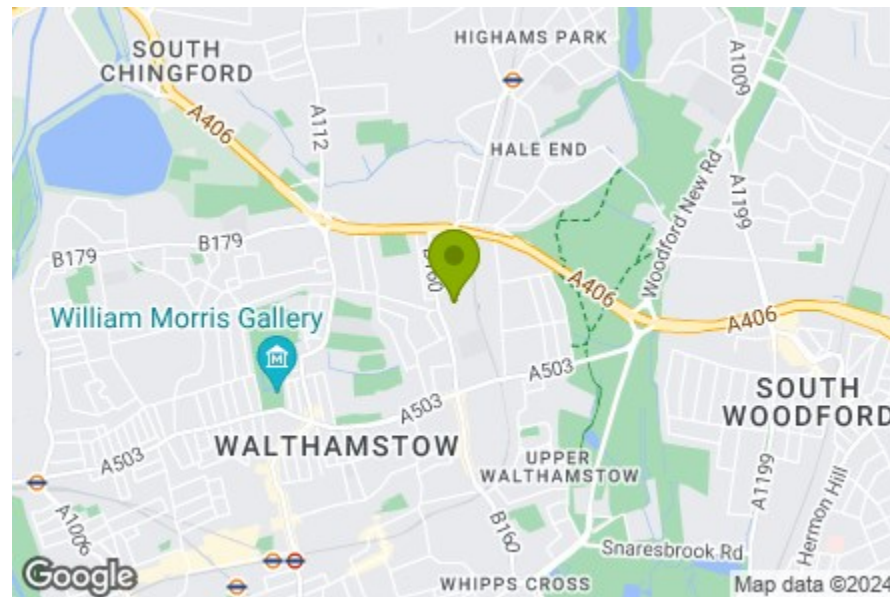 SOUTH
CHINGFORD
HIGHAMS PARK
A1009
A406
A112
HALE END
Woodford New Rd
A1199
B179
B179
B160
A406
William Morris Gallery
M
A406
A503
A503
SOUTH
WOODFORD
WALTHAMSTOW
A503
UPPER
WALTHAMSTOW
A1199
Hermon Hill
A1006
B160
Snaresbrook Rd
WHIPPS CROSS
Google
Map data ©2024